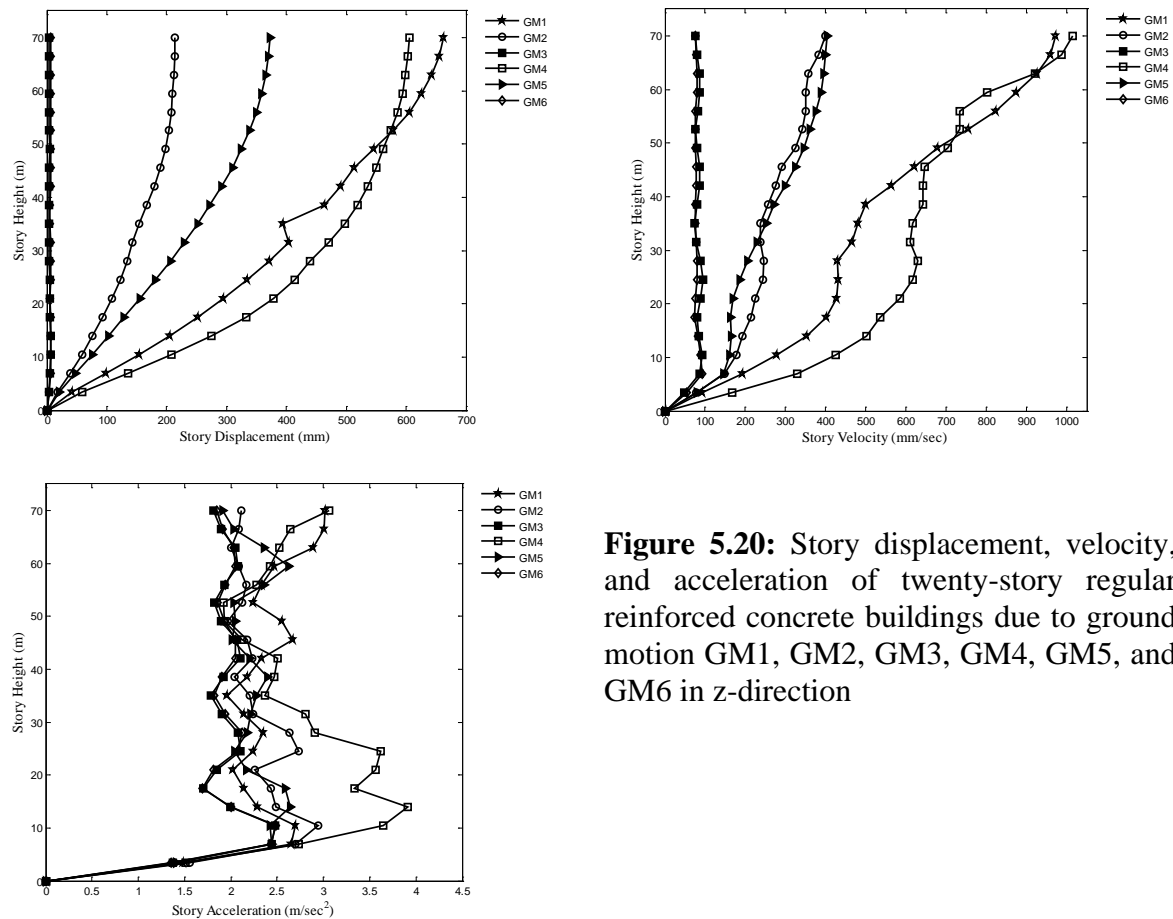 70
60
50
40
30
20
10
0
Story Height (m)
0 100 200 300 400 500 600 700
Story Displacement (mm)
GM1
GM2
GM3
GM4
GM5
GM6
70
60
50
40
30
20
10
0
Story Height (m)
0 100 200 300 400 500 600 700 800 900 1000
Story Velocity (mm/sec)
GM1
GM2
GM3
GM4
GM5
GM6
70
60
50
40
30
20
10
0
Story Height (m)
0 0.5 1 1.5 2 2.5 3 3.5 4 4.5
Story Acceleration (m/sec²)
GM1
GM2
GM3
GM4
GM5
GM6
Figure 5.20: Story displacement, velocity,
and acceleration of twenty-story regular
reinforced concrete buildings due to ground
motion GM1, GM2, GM3, GM4, GM5, and
GM6 in z-direction